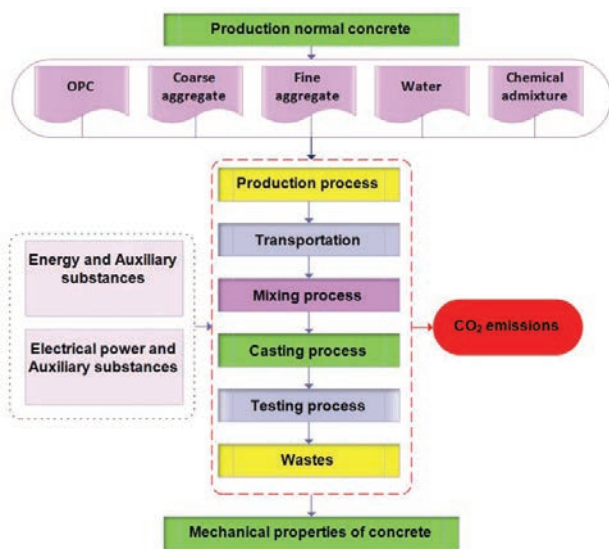 Production normal concrete
OPC
Coarse
aggregate
Fine
aggregate
Water
Chemical
admixture
Production process
Transportation
Energy and Auxiliary
substances
Mixing process
CO₂ emissions
Electrical power and
Auxiliary substances
Casting process
Testing process
Wastes
Mechanical properties of concrete